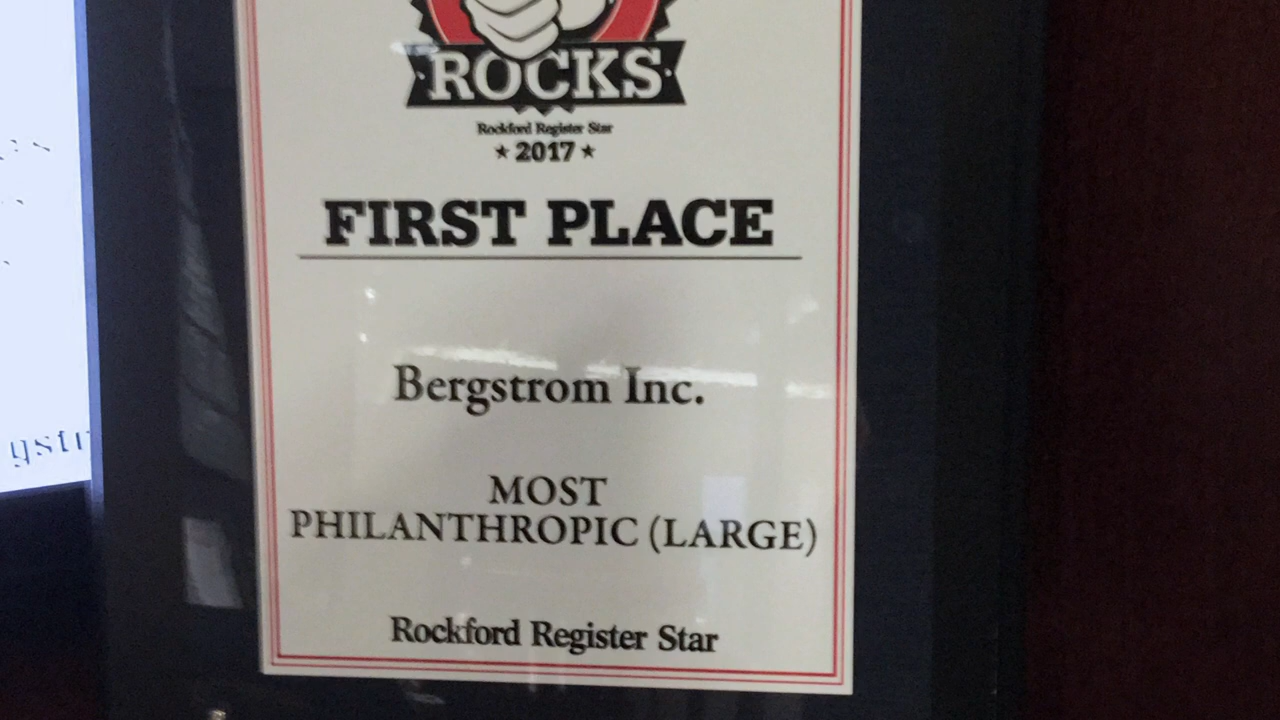 ROCKS
Rockford Register Star
★ 2017 ★
FIRST PLACE
Bergstrom Inc.
MOST
PHILANTHROPIC (LARGE)
Rockford Register Star